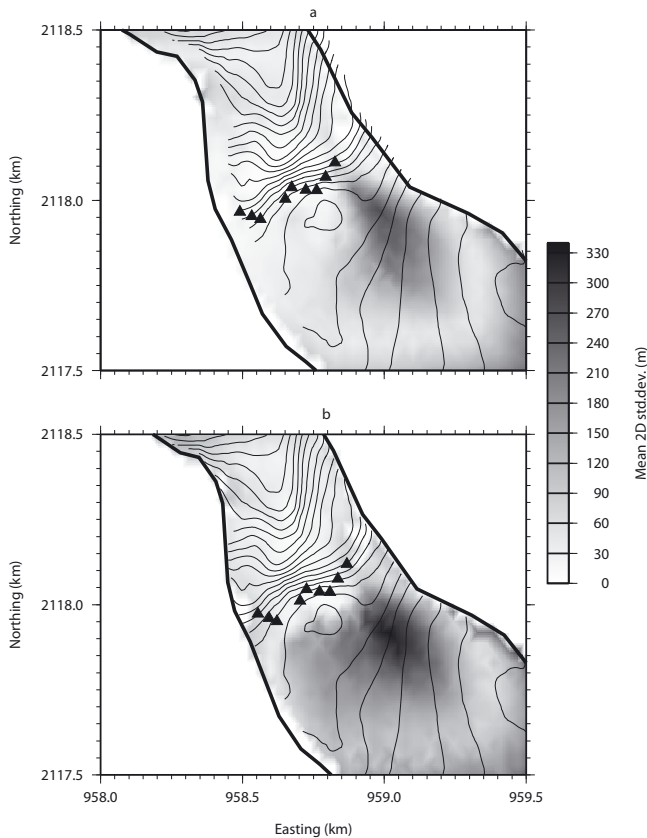 a
2118.5
2118.0
2117.5
Northing (km)
b
2118.5
2118.0
2117.5
Northing (km)
958.0 958.5 959.0 959.5
Easting (km)
330
300
270
240
210
180
150
120
90
60
30
0
Mean 2D std.dev. (m)